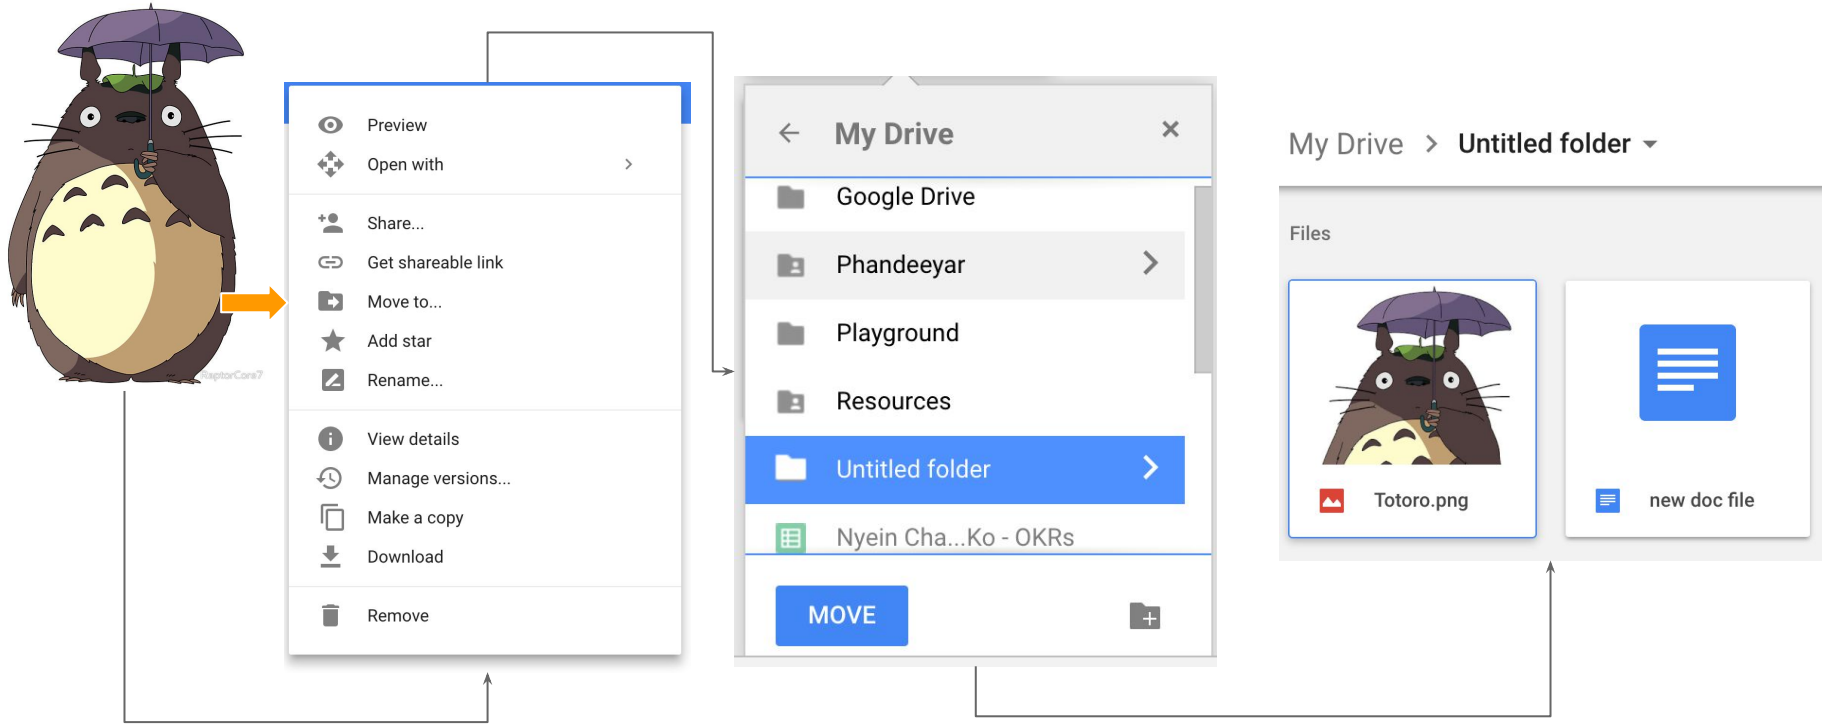 RaptorCore7
Preview
Open with
Share...
Get shareable link
Move to...
Add star
Rename...
View details
Manage versions...
Make a copy
Download
Remove
My Drive
Google Drive
Phandeeyar
Playground
Resources
Untitled folder
Nyein Cha...Ko - OKRs
MOVE
My Drive > Untitled folder
Files
Totoro.png
new doc file